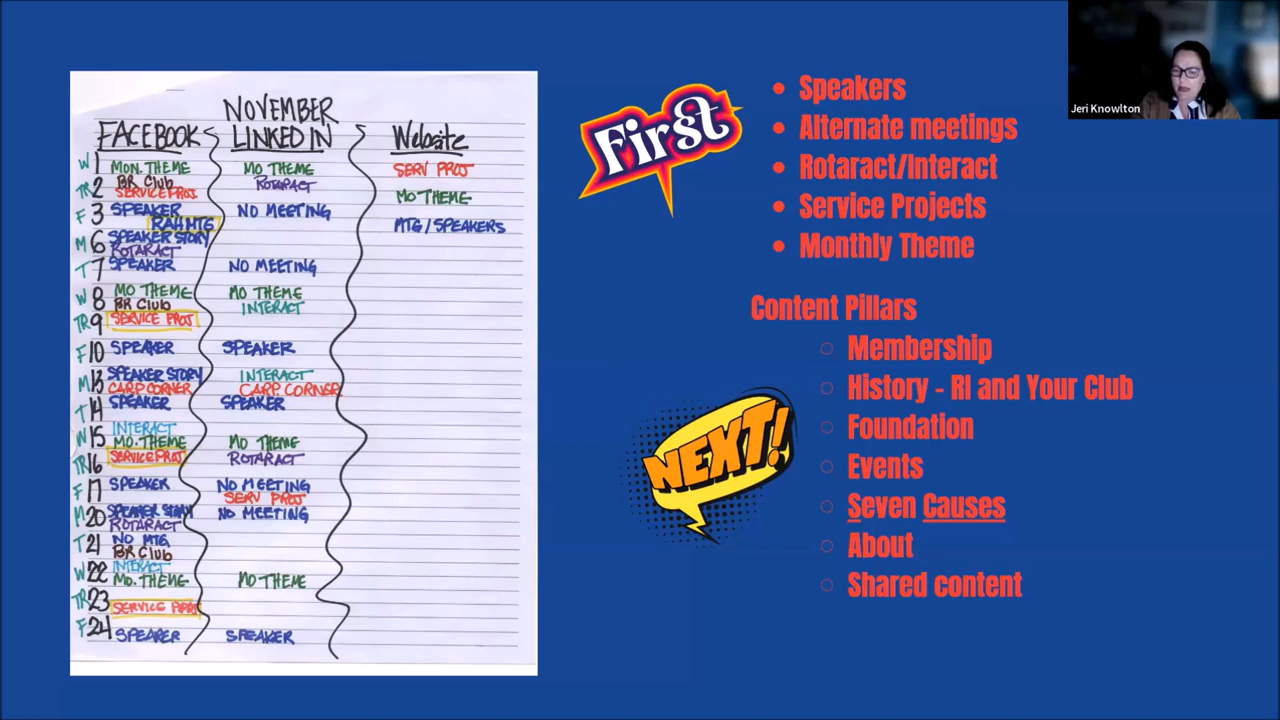 NOVEMBER
FACEBOOK LINKED IN Website
W 1 MON. THEME MO THEME SERV PROJ
TR 2 BR Club ROTARACT MO THEME
SERVICE PROJ
F 3 SPEAKER NO MEETING MTG / SPEAKERS
RAH MTG
M 6 SPEAKER STORY
ROTARACT
T 7 SPEAKER NO MEETING
W 8 MO THEME MO THEME
BR Club INTERACT
TR 9 SERVICE PROJ
F 10 SPEAKER SPEAKER
M 13 SPEAKER STORY INTERACT
CARP CORNER CARP. CORNER
T 14 SPEAKER SPEAKER
W 15 INTERACT
MO. THEME MO THEME
TR 16 SERVICE PROJ ROTARACT
F 17 SPEAKER NO MEETING
SERV PROJ
M 20 SPEAKER STORY NO MEETING
ROTARACT
T 21 NO MTG
BR Club
W 22 INTERACT
MO. THEME MO THEME
TR 23 SERVICE PROJ
F 24 SPEAKER SPEAKER
First
Speakers
Alternate meetings
Rotaract/Interact
Service Projects
Monthly Theme
NEXT!
Content Pillars
Membership
History - RI and Your Club
Foundation
Events
Seven Causes
About
Shared content
Jeri Knowlton